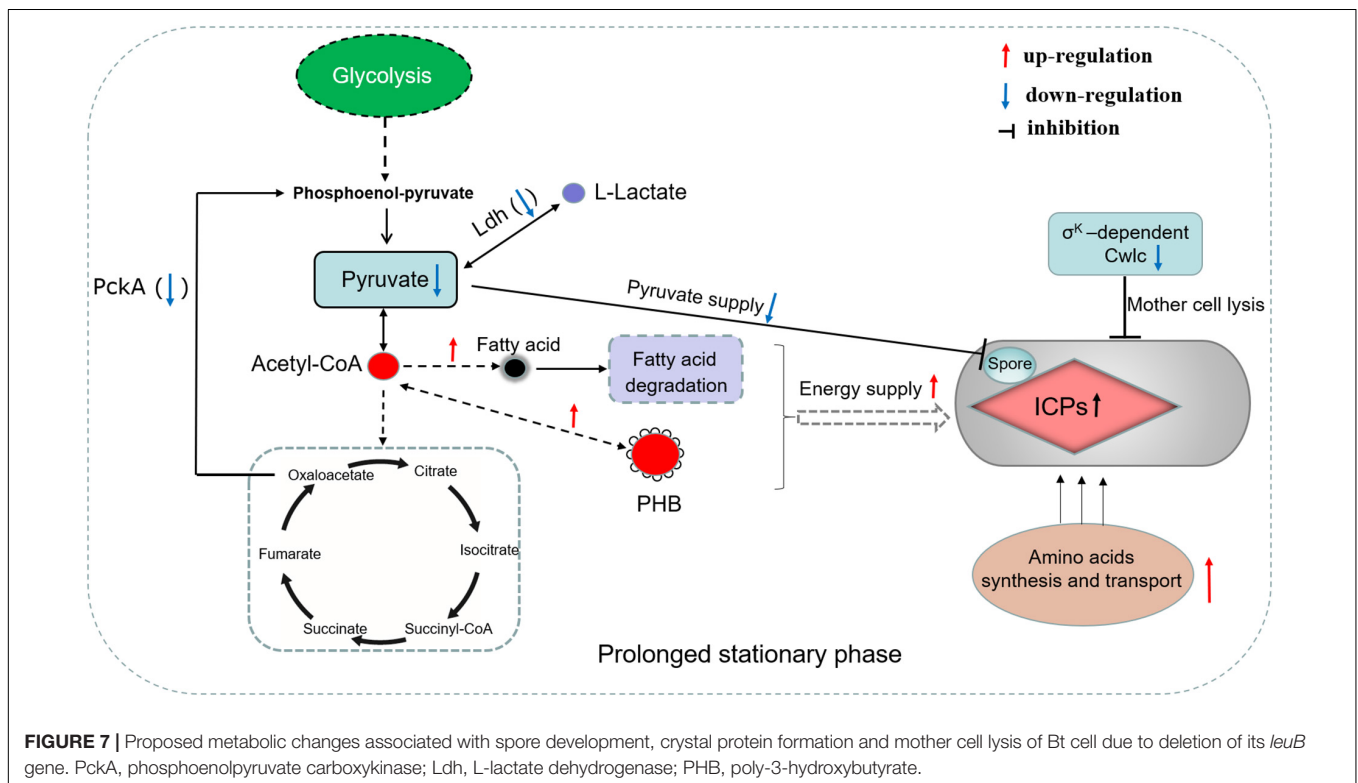 Glycolysis
up-regulation
down-regulation
inhibition
Phosphoenol-pyruvate
Ldh (↓)
L-Lactate
σK –dependent
Cwlc
PckA (↓)
Pyruvate
Pyruvate supply
Mother cell lysis
Acetyl-CoA
Fatty acid
Fatty acid
degradation
Energy supply
Spore
ICPs
PHB
Oxaloacetate
Citrate
Fumarate
Isocitrate
Succinate
Succinyl-CoA
Amino acids
synthesis and transport
Prolonged stationary phase
FIGURE 7 | Proposed metabolic changes associated with spore development, crystal protein formation and mother cell lysis of Bt cell due to deletion of its leuB
gene. PckA, phosphoenolpyruvate carboxykinase; Ldh, L-lactate dehydrogenase; PHB, poly-3-hydroxybutyrate.